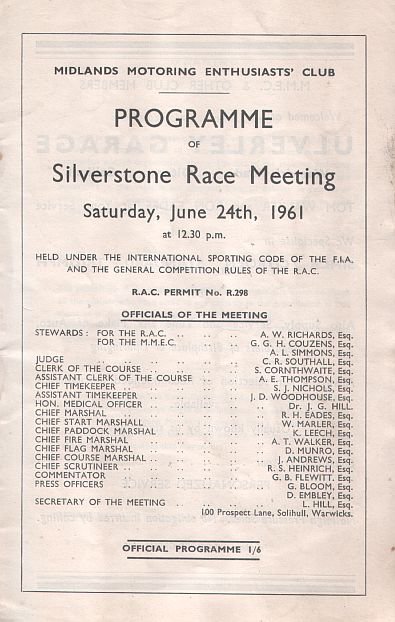 MIDLANDS MOTORING ENTHUSIASTS' CLUB
PROGRAMME
OF
Silverstone Race Meeting
Saturday, June 24th, 1961
at 12.30 p.m.
HELD UNDER THE INTERNATIONAL SPORTING CODE OF THE F.I.A.
AND THE GENERAL COMPETITION RULES OF THE R.A.C.
R.A.C. PERMIT No. R.298
OFFICIALS OF THE MEETING
STEWARDS : FOR THE R.A.C. .. .. .. A. W. RICHARDS, Esq.
FOR THE M.M.E.C. .. .. G. G. H. COUZENS, Esq.
A. L. SIMMONS, Esq.
JUDGE .. .. .. .. .. .. C. R. SOUTHALL, Esq.
CLERK OF THE COURSE .. .. .. S. CORNTHWAITE, Esq.
ASSISTANT CLERK OF THE COURSE .. .. A. E. THOMPSON, Esq.
CHIEF TIMEKEEPER .. .. .. .. S. J. NICHOLS, Esq.
ASSISTANT TIMEKEEPER .. .. .. J. D. WOODHOUSE, Esq.
HON. MEDICAL OFFICER .. .. .. Dr. J. G. HILL.
CHIEF MARSHAL .. .. .. .. R. H. EADES, Esq.
CHIEF START MARSHALL .. .. .. W. MARLER, Esq.
CHIEF PADDOCK MARSHAL .. .. .. K. LEECH, Esq.
CHIEF FIRE MARSHAL .. .. .. A. T. WALKER, Esq.
CHIEF FLAG MARSHAL .. .. .. D. MUNRO, Esq.
CHIEF COURSE MARSHAL .. .. .. J. ANDREWS, Esq.
CHIEF SCRUTINEER .. .. .. .. R. S. HEINRICH, Esq.
COMMENTATOR .. .. .. .. G. B. FLEWITT, Esq.
PRESS OFFICERS .. .. .. .. G. BLOOM, Esq.
D. EMBLEY, Esq.
SECRETARY OF THE MEETING .. .. .. L. HILL, Esq.
100 Prospect Lane, Solihull, Warwicks.
OFFICIAL PROGRAMME 1/6